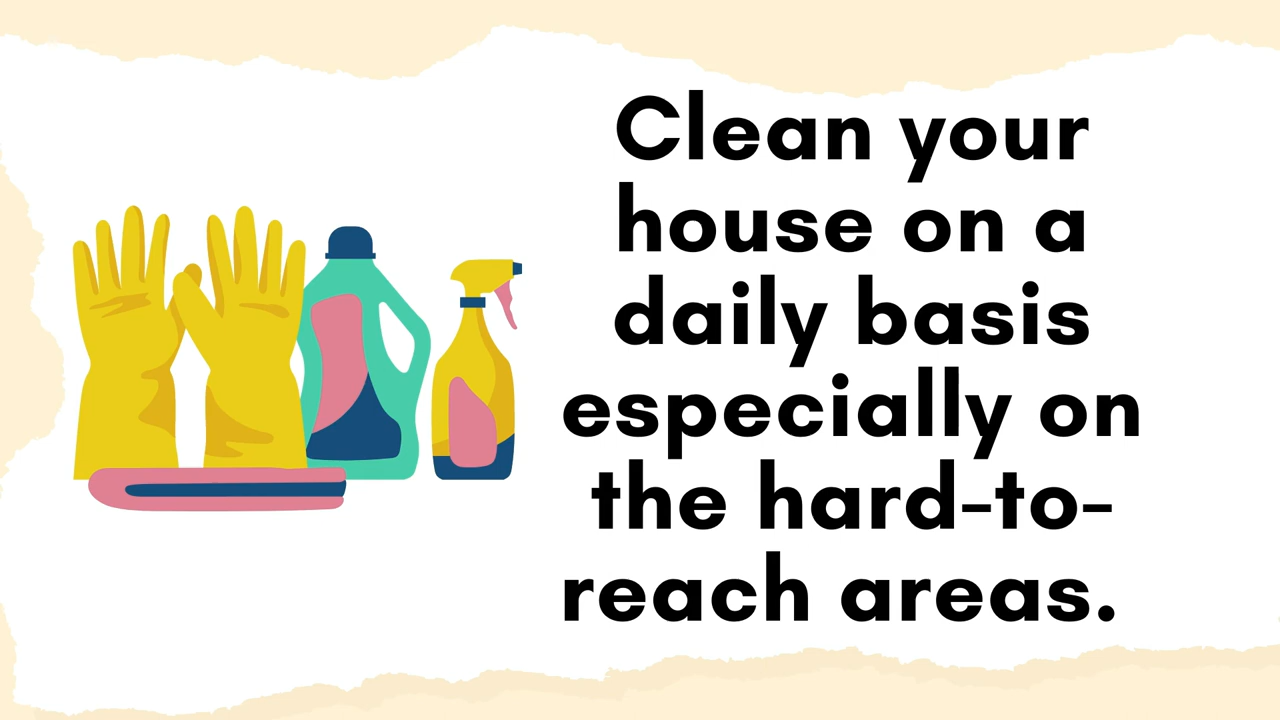 Clean your
house on a
daily basis
especially on
the hard-to-
reach areas.